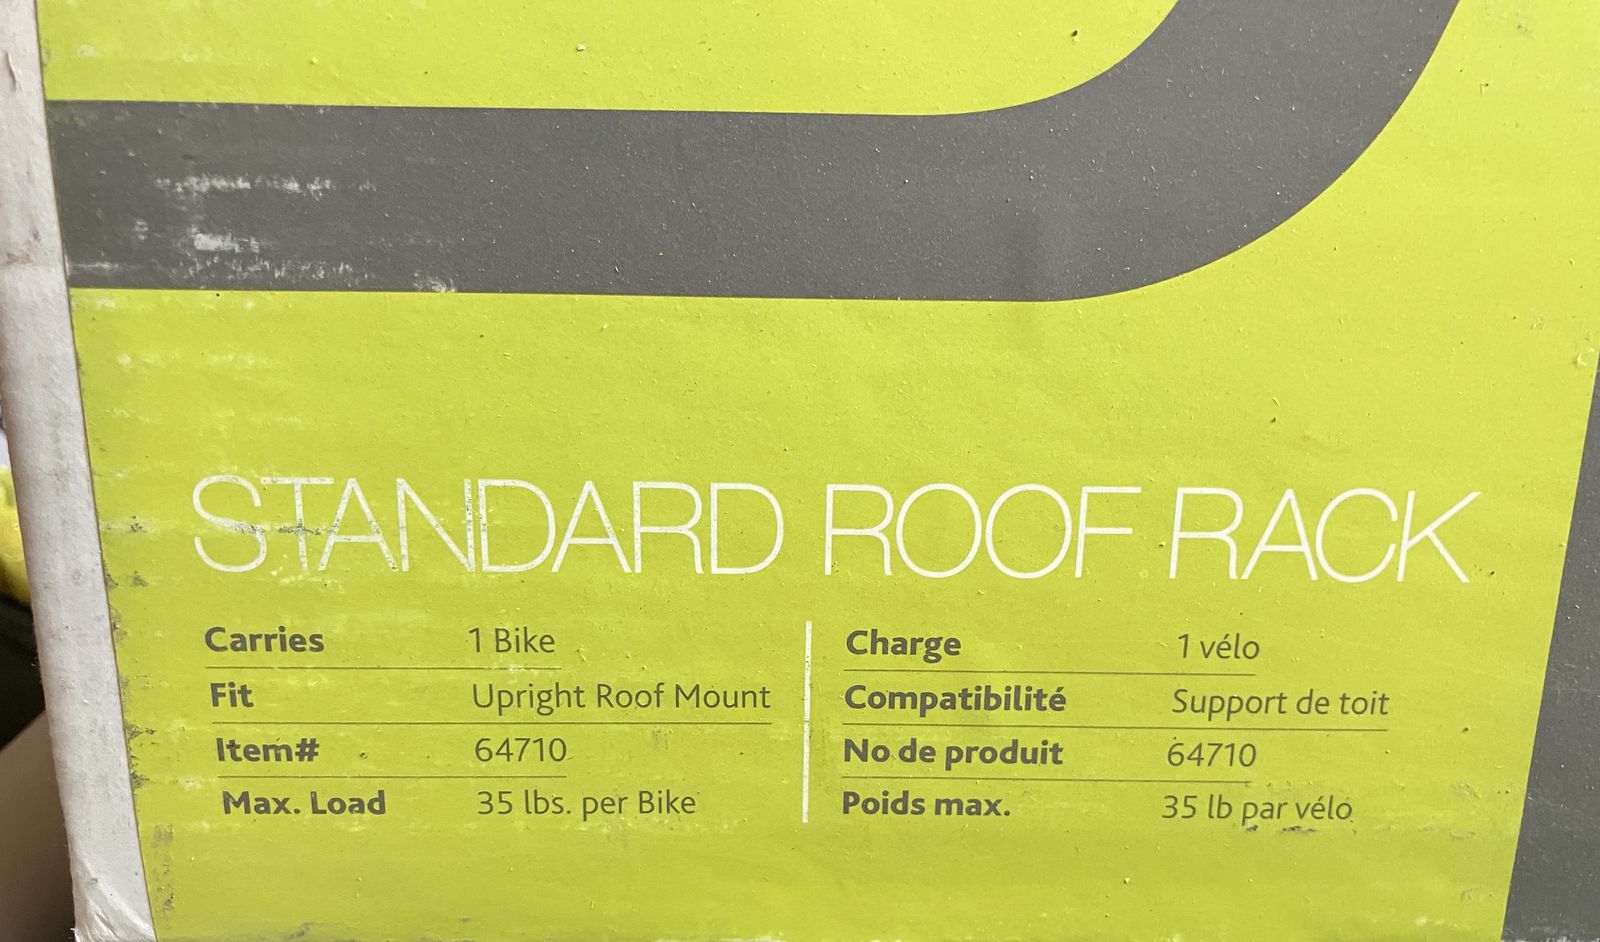 STANDARD ROOF RACK
Carries 1 Bike
Fit Upright Roof Mount
Item# 64710
Max. Load 35 lbs. per Bike
Charge 1 vélo
Compatibilité Support de toit
No de produit 64710
Poids max. 35 lb par vélo